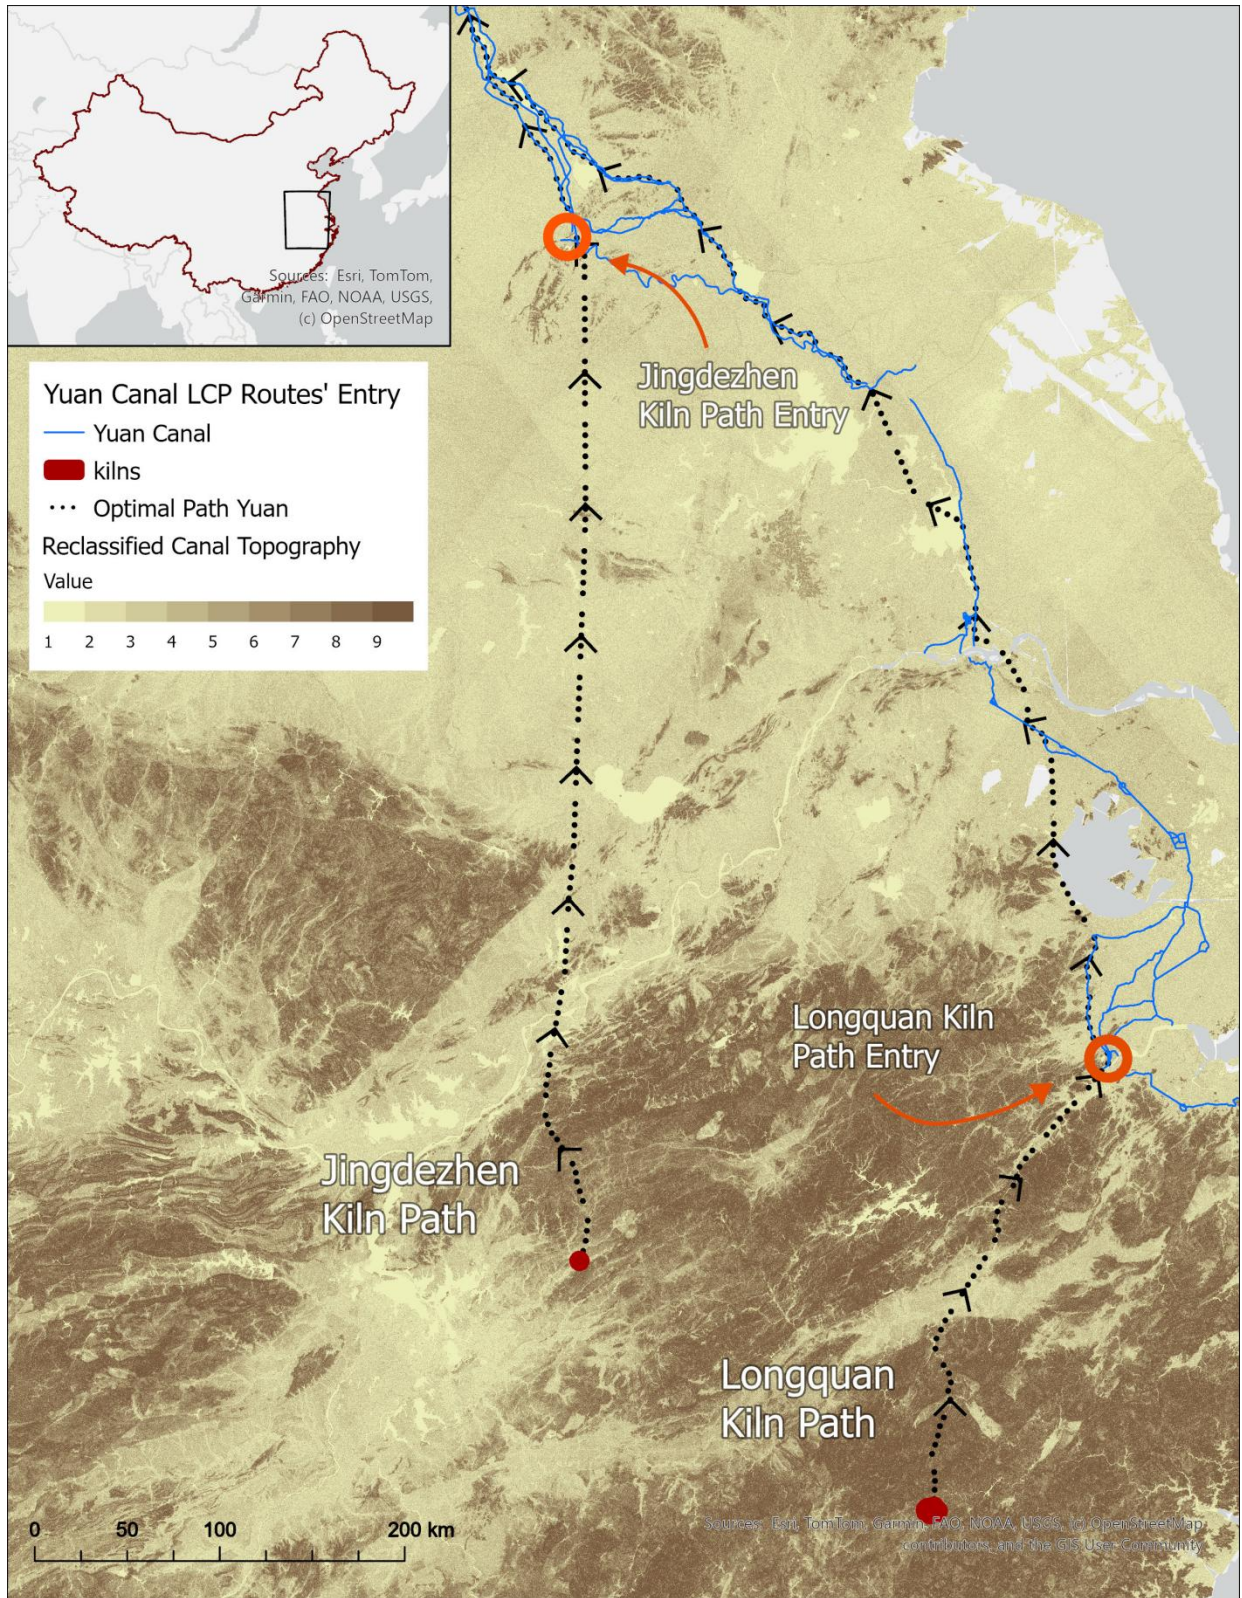 Sources: Esri, TomTom,
Garmin, FAO, NOAA, USGS,
(c) OpenStreetMap
Yuan Canal LCP Routes' Entry
Yuan Canal
kilns
Optimal Path Yuan
Reclassified Canal Topography
Value
1 2 3 4 5 6 7 8 9
Jingdezhen
Kiln Path Entry
Longquan Kiln
Path Entry
Jingdezhen
Kiln Path
Longquan
Kiln Path
0 50 100 200 km
Sources: Esri, TomTom, Garmin, FAO, NOAA, USGS, (c) OpenStreetMap
contributors, and the GIS User Community